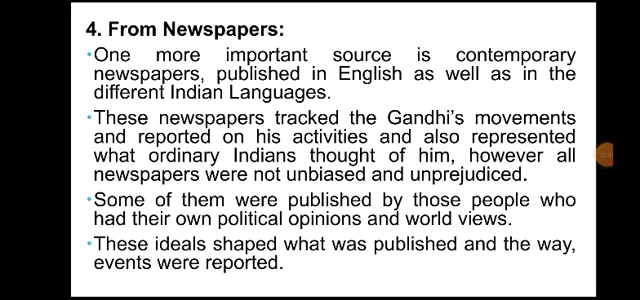 4. From Newspapers:
•One more important source is contemporary
newspapers, published in English as well as in the
different Indian Languages.
•These newspapers tracked the Gandhi's movements
and reported on his activities and also represented
what ordinary Indians thought of him, however all
newspapers were not unbiased and unprejudiced.
•Some of them were published by those people who
had their own political opinions and world views.
•These ideals shaped what was published and the way,
events were reported.